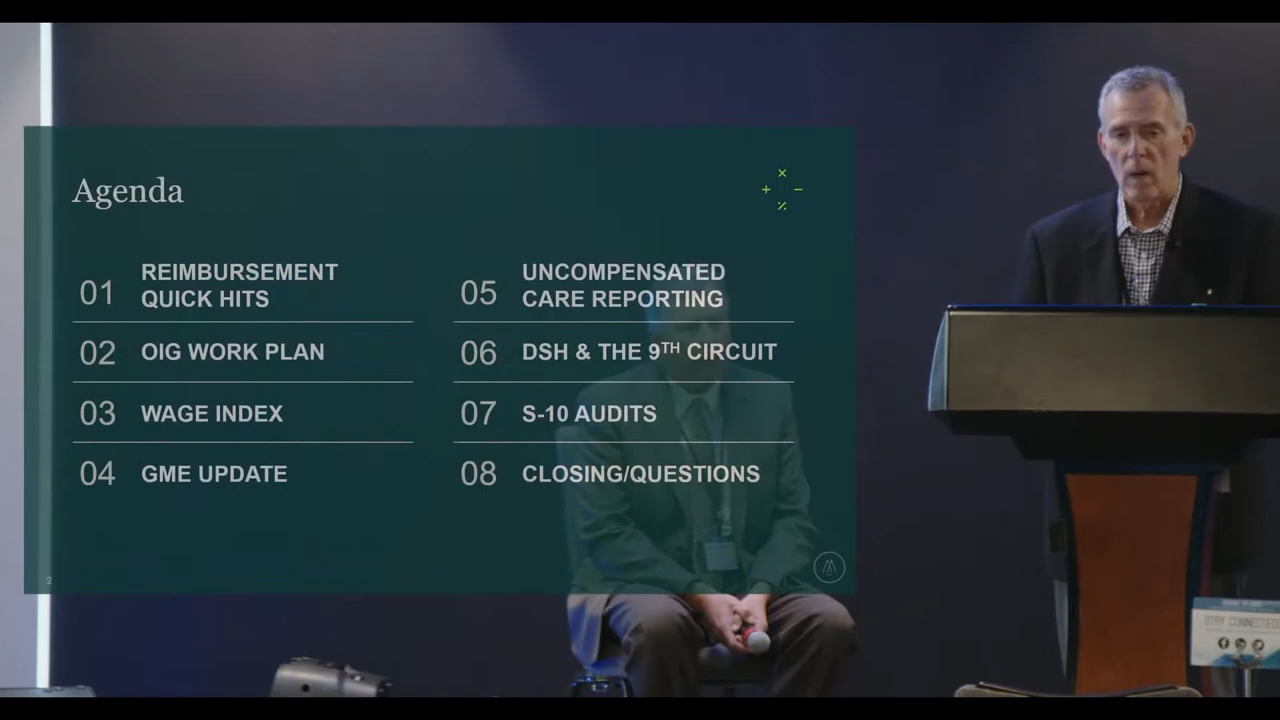 Agenda
01 REIMBURSEMENT
QUICK HITS
02 OIG WORK PLAN
03 WAGE INDEX
04 GME UPDATE
05 UNCOMPENSATED
CARE REPORTING
06 DSH & THE 9TH CIRCUIT
07 S-10 AUDITS
08 CLOSING/QUESTIONS
2
STAY CONNECTED